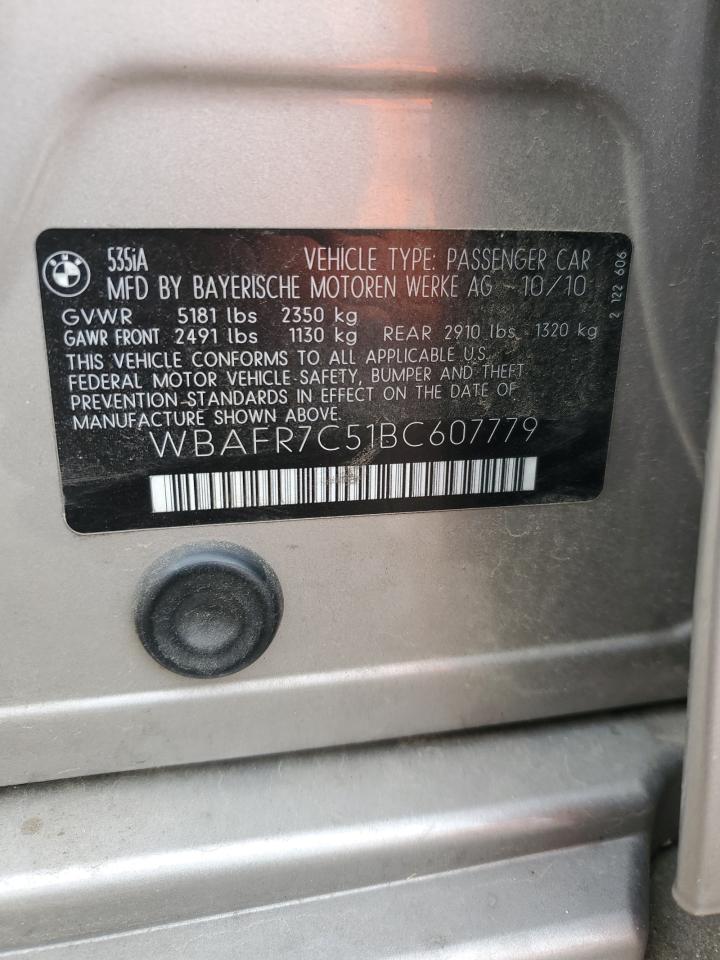 BMW
535iA VEHICLE TYPE: PASSENGER CAR
MFD BY BAYERISCHE MOTOREN WERKE AG - 10/10
GVWR 5181 lbs 2350 kg
GAWR FRONT 2491 lbs 1130 kg REAR 2910 lbs - 1320 kg
THIS VEHICLE CONFORMS TO ALL APPLICABLE U.S.
FEDERAL MOTOR VEHICLE-SAFETY, BUMPER AND THEFT
PREVENTION STANDARDS IN EFFECT ON THE DATE OF
MANUFACTURE SHOWN ABOVE.
WBAFR7C51BC607779
2 122 606